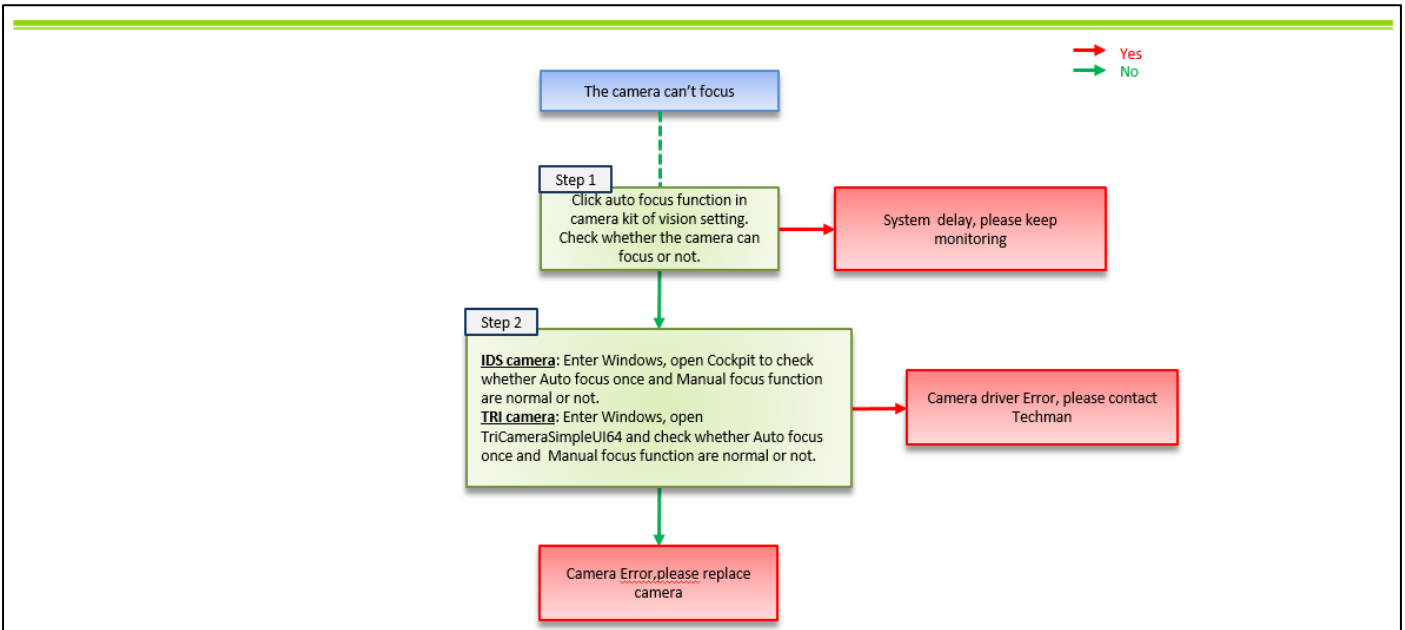 Yes
No
The camera can't focus
Step 1
Click auto focus function in
camera kit of vision setting.
Check whether the camera can
focus or not.
System  delay, please keep
monitoring
Step 2
IDS camera: Enter Windows, open Cockpit to check
whether Auto focus once and Manual focus function
are normal or not.
TRI camera: Enter Windows, open
TriCameraSimpleUI64 and check whether Auto focus
once and  Manual focus function are normal or not.
Camera driver Error, please contact
Techman
Camera Error,please replace
camera